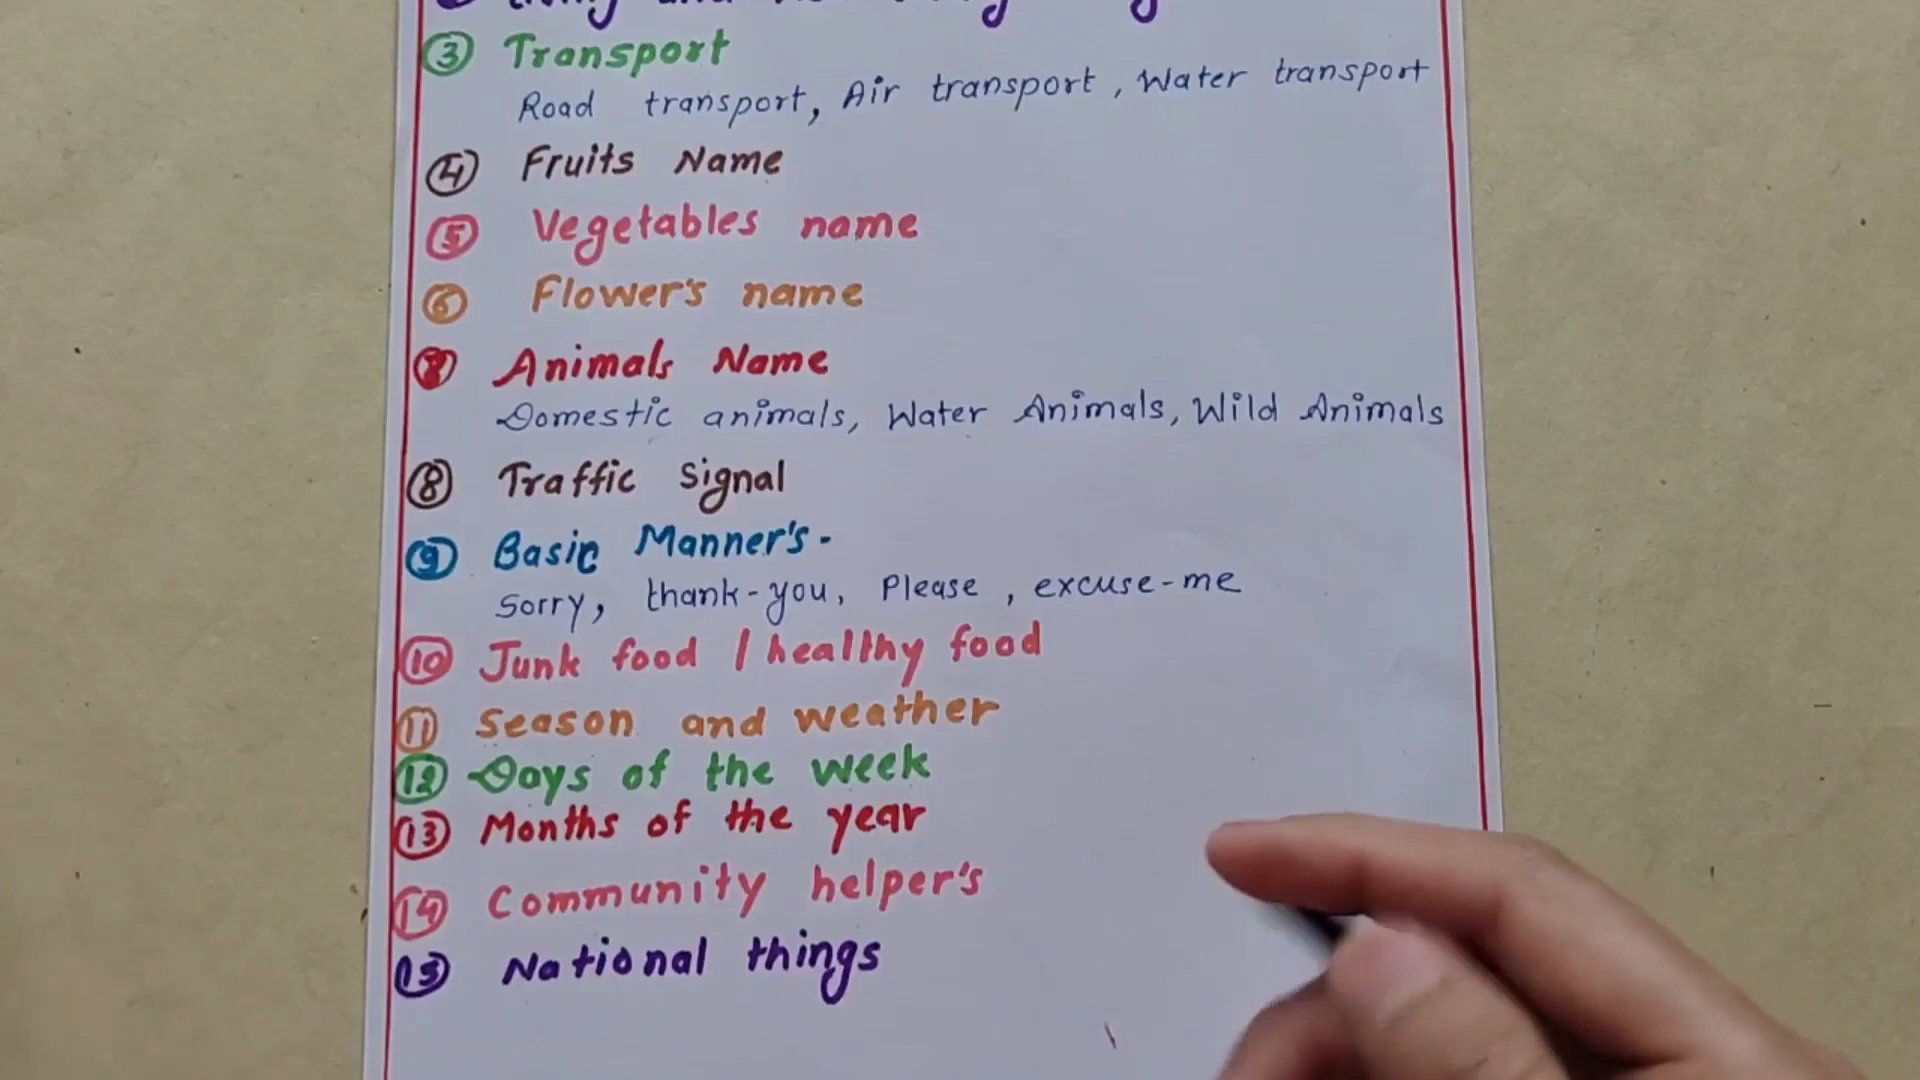 ③ Transport
Road transport, Air transport, Water transport
④ Fruits Name
⑤ Vegetables name
⑥ Flower's name
Animals Name
Domestic animals, Water Animals, Wild Animals
⑧ Traffic Signal
⑨ Basic Manner's -
Sorry, thank-you, Please, excuse-me
⑩ Junk food / healthy food
⑪ Season and weather
⑫ Days of the week
⑬ Months of the year
⑭ Community helper's
⑮ National things